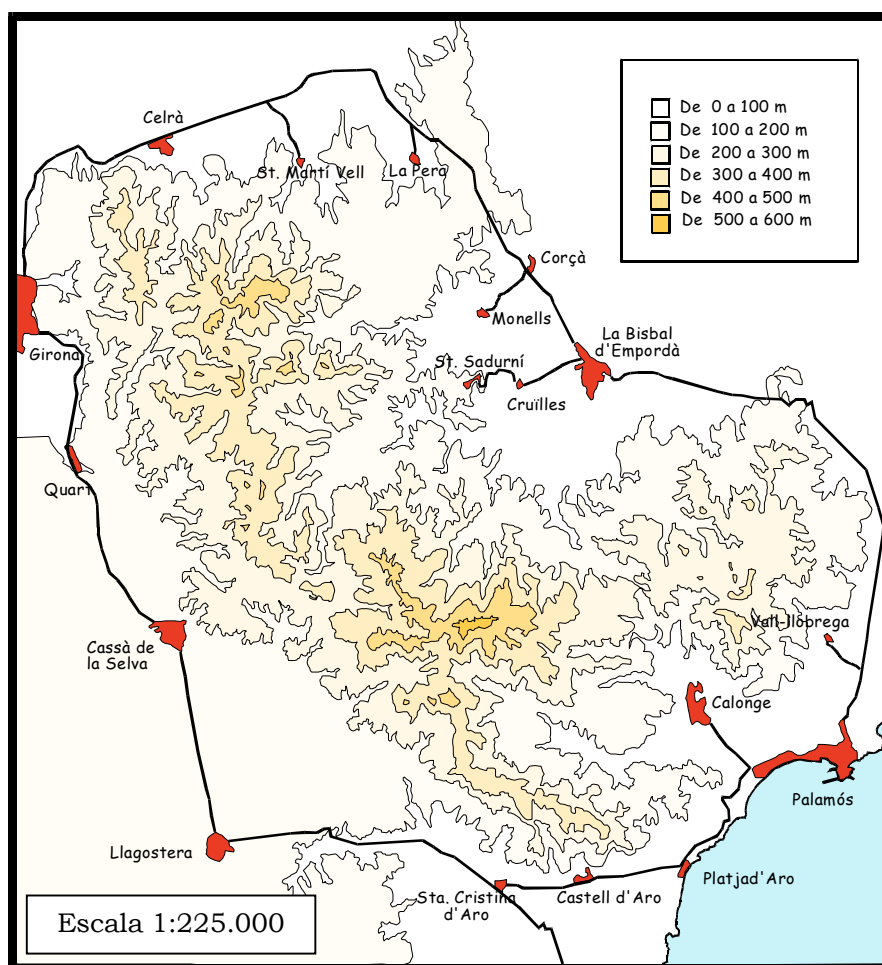 Celrà
St. Martí Vell
La Pera
De 0 a 100 m
De 100 a 200 m
De 200 a 300 m
De 300 a 400 m
De 400 a 500 m
De 500 a 600 m
Corçà
Monells
La Bisbal
d'Empordà
Girona
St. Sadurní
Cruïlles
Quart
Vall-llobrega
Cassà de
la Selva
Calonge
Palamós
Llagostera
Platjad'Aro
Sta. Cristina
d'Aro
Castell d'Aro
Escala 1:225.000